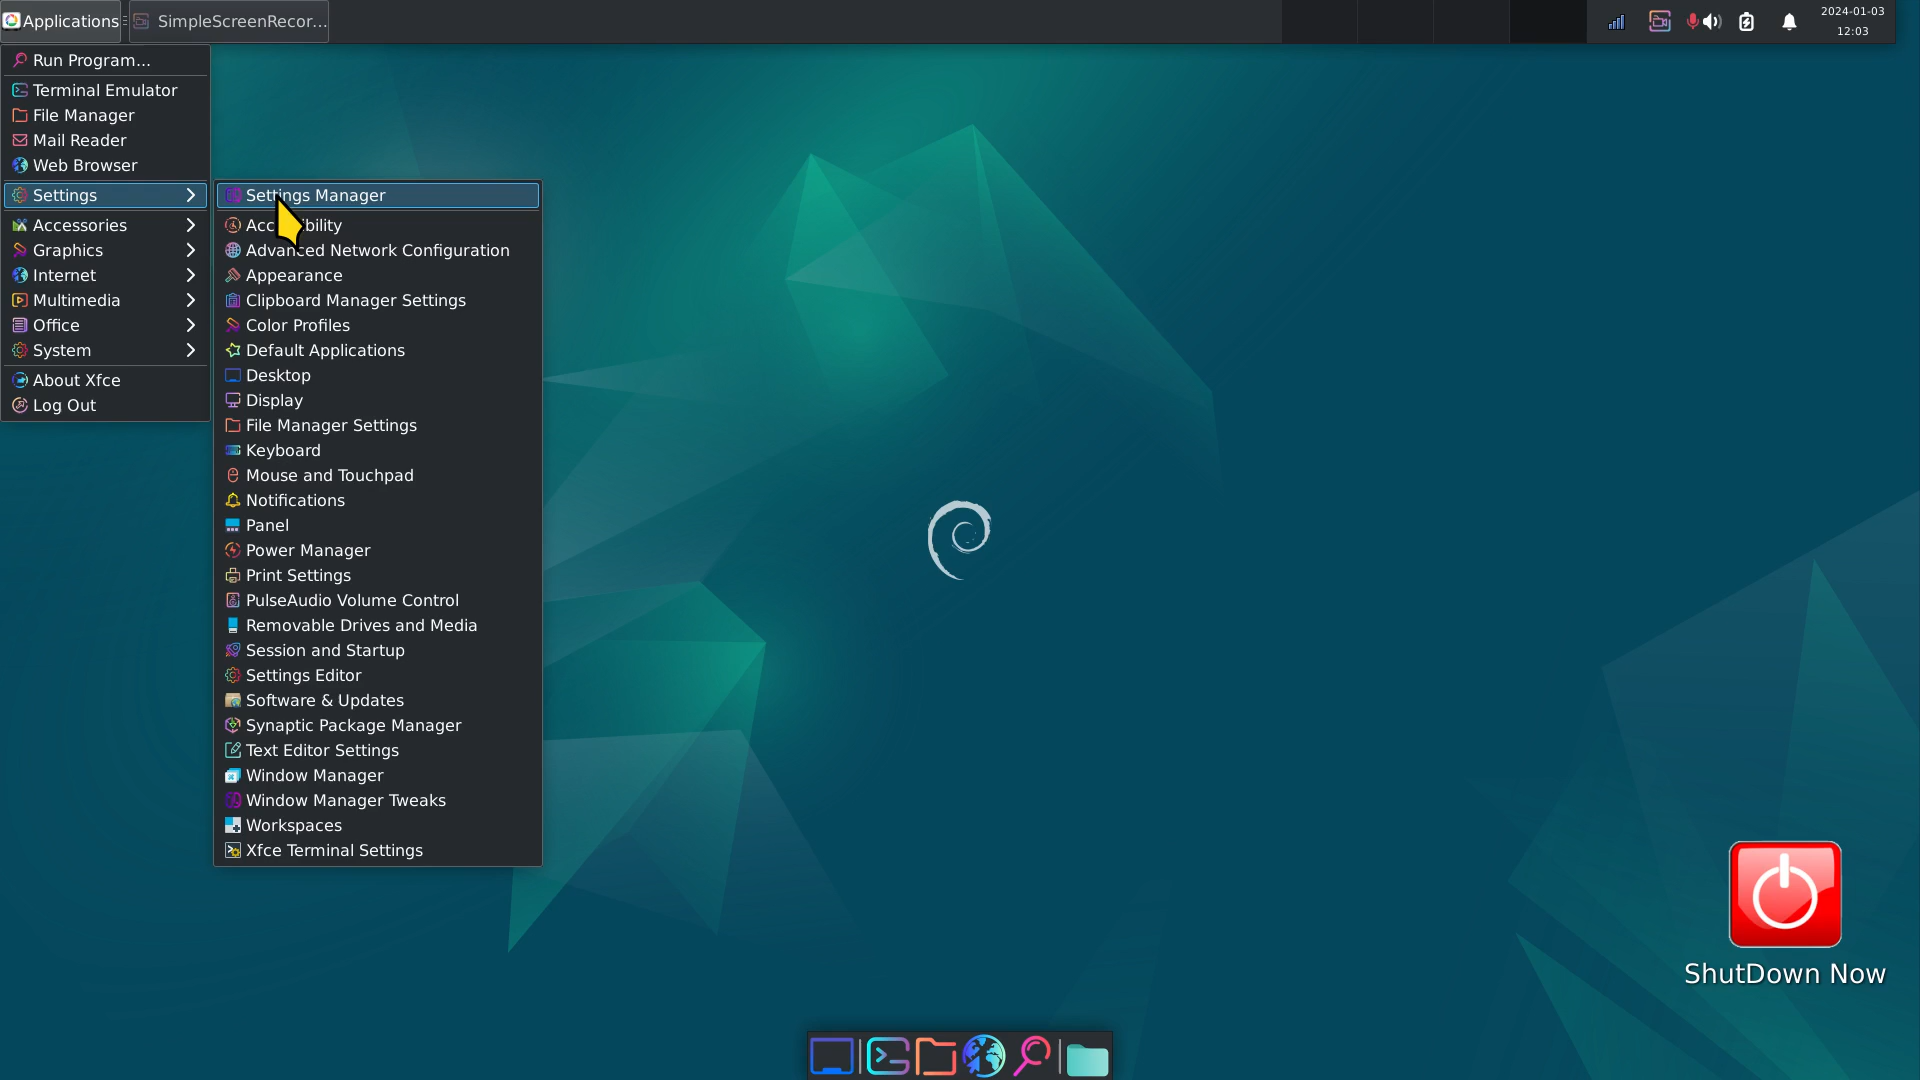 Applications
SimpleScreenRecor...
2024-01-03
12:03
Run Program...
Terminal Emulator
File Manager
Mail Reader
Web Browser
Settings
Accessories
Graphics
Internet
Multimedia
Office
System
About Xfce
Log Out
Settings Manager
Accessibility
Advanced Network Configuration
Appearance
Clipboard Manager Settings
Color Profiles
Default Applications
Desktop
Display
File Manager Settings
Keyboard
Mouse and Touchpad
Notifications
Panel
Power Manager
Print Settings
PulseAudio Volume Control
Removable Drives and Media
Session and Startup
Settings Editor
Software & Updates
Synaptic Package Manager
Text Editor Settings
Window Manager
Window Manager Tweaks
Workspaces
Xfce Terminal Settings
ShutDown Now